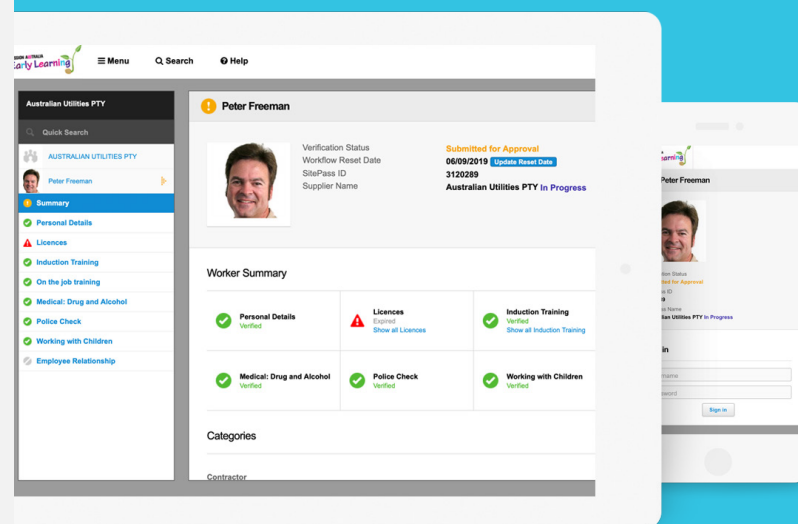 Early Learning
Menu
Search
Help
Australian Utilities PTY
Quick Search
AUSTRALIAN UTILITIES PTY
Peter Freeman
Summary
Personal Details
Licences
Induction Training
On the job training
Medical: Drug and Alcohol
Police Check
Working with Children
Employee Relationship
Peter Freeman
Verification Status Submitted for Approval
Workflow Reset Date 06/09/2019 Update Reset Date
SitePass ID 3120289
Supplier Name Australian Utilities PTY In Progress
Worker Summary
Personal Details
Verified
Licences
Expired
Show all Licences
Induction Training
Verified
Show all Induction Training
Medical: Drug and Alcohol
Verified
Police Check
Verified
Working with Children
Verified
Categories
Contractor
Peter Freeman
Status
for Approval
ID
Name
Utilities PTY In Progress
Sign in